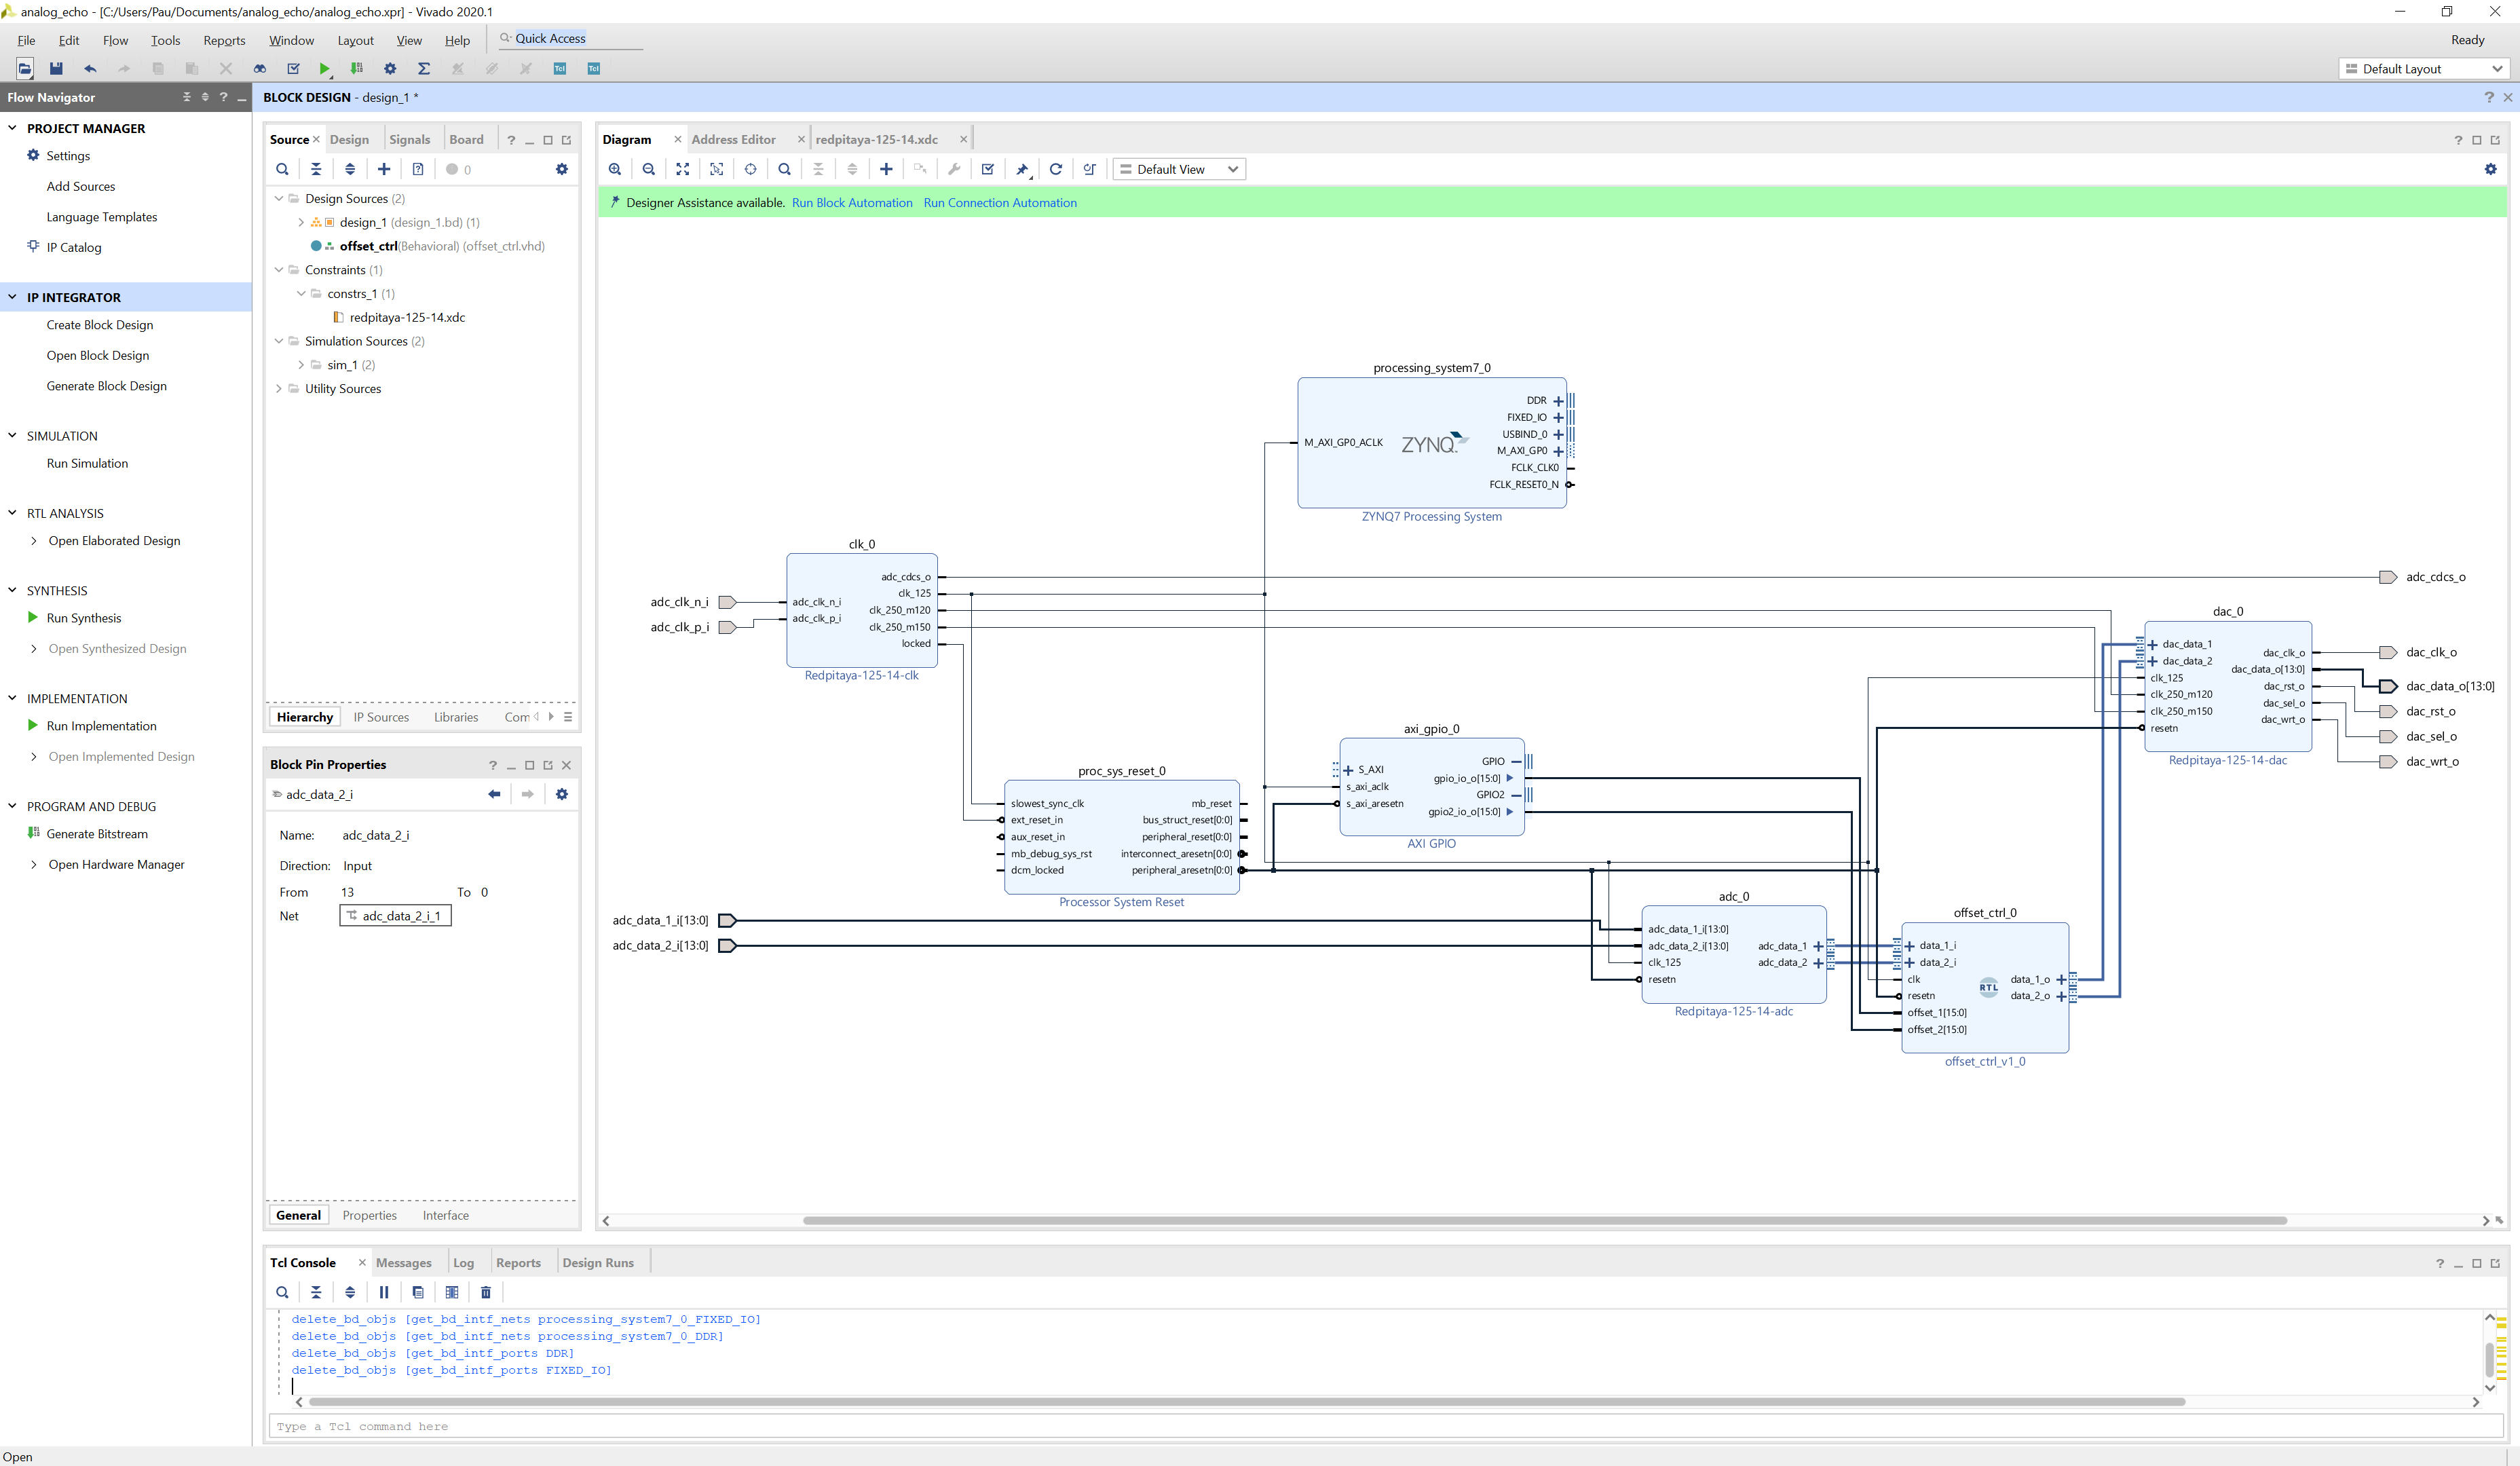 analog_echo - [C:/Users/Pau/Documents/analog_echo/analog_echo.xpr] - Vivado 2020.1
File Edit Flow Tools Reports Window Layout View Help Quick Access
Ready
Tcl Tcl
Default Layout
Flow Navigator
PROJECT MANAGER
Settings
Add Sources
Language Templates
IP Catalog
IP INTEGRATOR
Create Block Design
Open Block Design
Generate Block Design
SIMULATION
Run Simulation
RTL ANALYSIS
Open Elaborated Design
SYNTHESIS
Run Synthesis
Open Synthesized Design
IMPLEMENTATION
Run Implementation
Open Implemented Design
PROGRAM AND DEBUG
Generate Bitstream
Open Hardware Manager
BLOCK DESIGN - design_1 *
Source Design Signals Board
0
Design Sources (2)
design_1 (design_1.bd) (1)
offset_ctrl(Behavioral) (offset_ctrl.vhd)
Constraints (1)
constrs_1 (1)
redpitaya-125-14.xdc
Simulation Sources (2)
sim_1 (2)
Utility Sources
Hierarchy IP Sources Libraries Com
Block Pin Properties
adc_data_2_i
Name: adc_data_2_i
Direction: Input
From 13 To 0
Net adc_data_2_i_1
General Properties Interface
Diagram Address Editor redpitaya-125-14.xdc
Default View
Designer Assistance available. Run Block Automation Run Connection Automation
processing_system7_0
DDR
FIXED_IO
USBIND_0
M_AXI_GP0_ACLK
ZYNQ
M_AXI_GP0
FCLK_CLK0
FCLK_RESET0_N
ZYNQ7 Processing System
clk_0
adc_clk_n_i
adc_clk_p_i
adc_clk_n_i
adc_clk_p_i
adc_cdcs_o
clk_125
clk_250_m120
clk_250_m150
locked
Redpitaya-125-14-clk
proc_sys_reset_0
slowest_sync_clk
ext_reset_in
aux_reset_in
mb_debug_sys_rst
dcm_locked
mb_reset
bus_struct_reset[0:0]
peripheral_reset[0:0]
interconnect_aresetn[0:0]
peripheral_aresetn[0:0]
Processor System Reset
axi_gpio_0
S_AXI
s_axi_aclk
s_axi_aresetn
GPIO
gpio_io_o[15:0]
GPIO2
gpio2_io_o[15:0]
AXI GPIO
adc_data_1_i[13:0]
adc_data_2_i[13:0]
adc_0
adc_data_1_i[13:0]
adc_data_2_i[13:0]
clk_125
resetn
adc_data_1
adc_data_2
Redpitaya-125-14-adc
offset_ctrl_0
data_1_i
data_2_i
clk
resetn
offset_1[15:0]
offset_2[15:0]
RTL
data_1_o
data_2_o
offset_ctrl_v1_0
dac_0
dac_data_1
dac_data_2
clk_125
clk_250_m120
clk_250_m150
resetn
dac_clk_o
dac_data_o[13:0]
dac_rst_o
dac_sel_o
dac_wrt_o
Redpitaya-125-14-dac
adc_cdcs_o
dac_clk_o
dac_data_o[13:0]
dac_rst_o
dac_sel_o
dac_wrt_o
Tcl Console Messages Log Reports Design Runs
delete_bd_objs [get_bd_intf_nets processing_system7_0_FIXED_IO]
delete_bd_objs [get_bd_intf_nets processing_system7_0_DDR]
delete_bd_objs [get_bd_intf_ports DDR]
delete_bd_objs [get_bd_intf_ports FIXED_IO]
Type a Tcl command here
Open